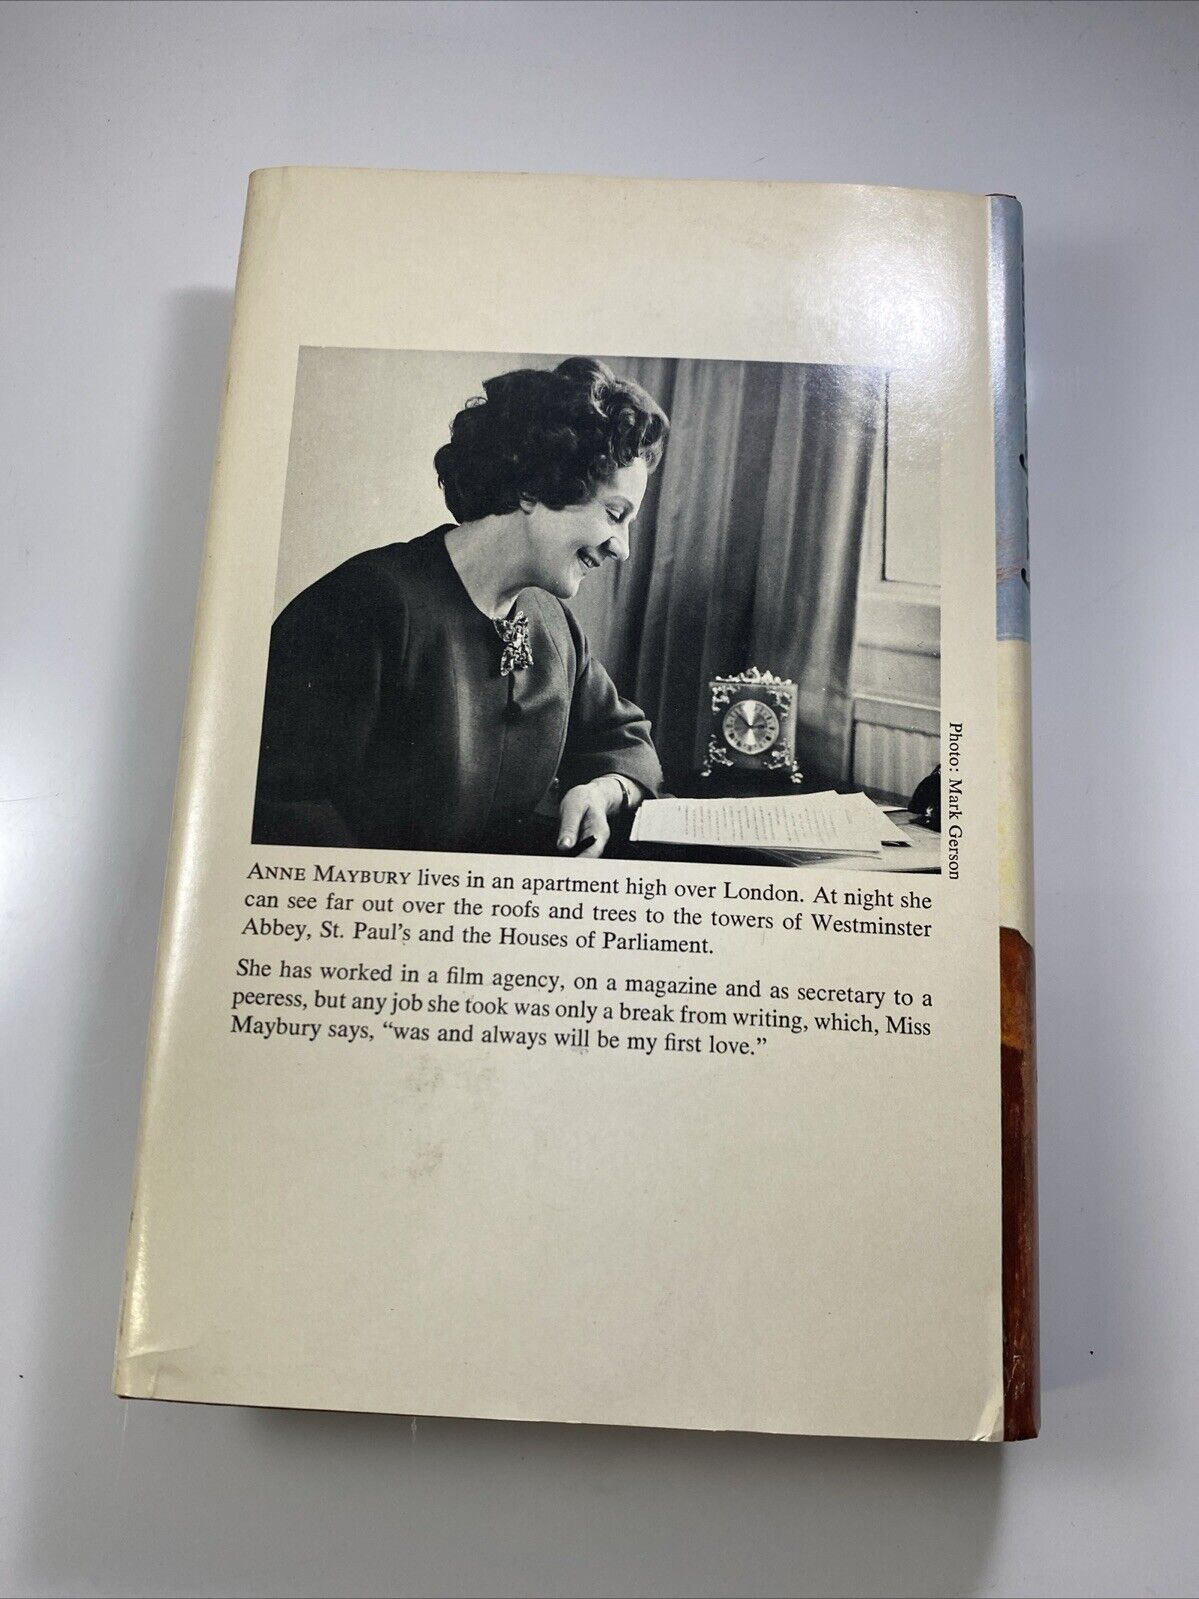 Photo: Mark Gerson
ANNE MAYBURY lives in an apartment high over London. At night she
can see far out over the roofs and trees to the towers of Westminster
Abbey, St. Paul's and the Houses of Parliament.
She has worked in a film agency, on a magazine and as secretary to a
peeress, but any job she took was only a break from writing, which, Miss
Maybury says, “was and always will be my first love.”